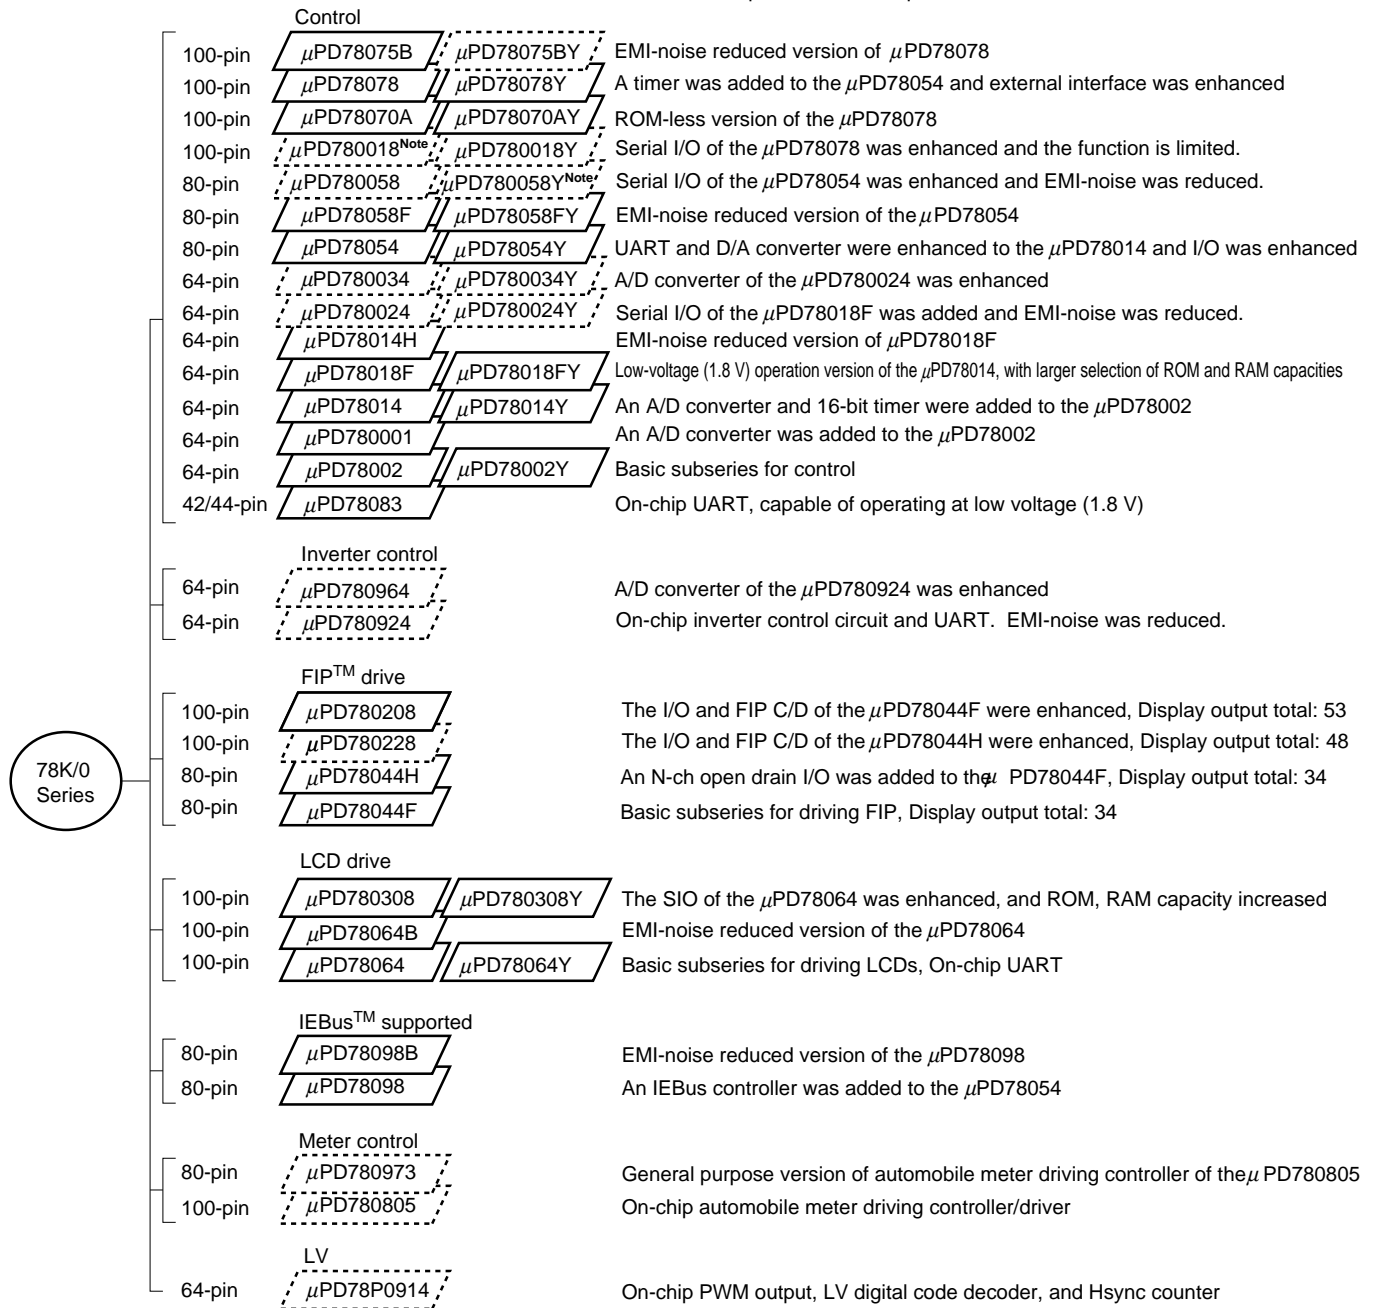 Control
100-pin μPD78075B μPD78075BY EMI-noise reduced version of μPD78078
100-pin μPD78078 μPD78078Y A timer was added to the μPD78054 and external interface was enhanced
100-pin μPD78070A μPD78070AY ROM-less version of the μPD78078
100-pin μPD780018Note μPD780018Y Serial I/O of the μPD78078 was enhanced and the function is limited.
80-pin μPD780058 μPD780058YNote Serial I/O of the μPD78054 was enhanced and EMI-noise was reduced.
80-pin μPD78058F μPD78058FY EMI-noise reduced version of the μPD78054
80-pin μPD78054 μPD78054Y UART and D/A converter were enhanced to the μPD78014 and I/O was enhanced
64-pin μPD780034 μPD780034Y A/D converter of the μPD780024 was enhanced
64-pin μPD780024 μPD780024Y Serial I/O of the μPD78018F was added and EMI-noise was reduced.
64-pin μPD78014H EMI-noise reduced version of μPD78018F
64-pin μPD78018F μPD78018FY Low-voltage (1.8 V) operation version of the μPD78014, with larger selection of ROM and RAM capacities
64-pin μPD78014 μPD78014Y An A/D converter and 16-bit timer were added to the μPD78002
64-pin μPD780001 An A/D converter was added to the μPD78002
64-pin μPD78002 μPD78002Y Basic subseries for control
42/44-pin μPD78083 On-chip UART, capable of operating at low voltage (1.8 V)
Inverter control
64-pin μPD780964 A/D converter of the μPD780924 was enhanced
64-pin μPD780924 On-chip inverter control circuit and UART. EMI-noise was reduced.
FIPTM drive
100-pin μPD780208 The I/O and FIP C/D of the μPD78044F were enhanced, Display output total: 53
100-pin μPD780228 The I/O and FIP C/D of the μPD78044H were enhanced, Display output total: 48
78K/0 Series
80-pin μPD78044H An N-ch open drain I/O was added to the μPD78044F, Display output total: 34
80-pin μPD78044F Basic subseries for driving FIP, Display output total: 34
LCD drive
100-pin μPD780308 μPD780308Y The SIO of the μPD78064 was enhanced, and ROM, RAM capacity increased
100-pin μPD78064B EMI-noise reduced version of the μPD78064
100-pin μPD78064 μPD78064Y Basic subseries for driving LCDs, On-chip UART
IEBusTM supported
80-pin μPD78098B EMI-noise reduced version of the μPD78098
80-pin μPD78098 An IEBus controller was added to the μPD78054
Meter control
80-pin μPD780973 General purpose version of automobile meter driving controller of the μPD780805
100-pin μPD780805 On-chip automobile meter driving controller/driver
LV
64-pin μPD78P0914 On-chip PWM output, LV digital code decoder, and Hsync counter